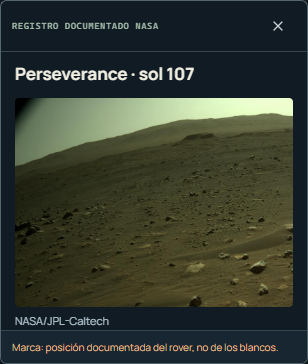 REGISTRO DOCUMENTADO NASA
Perseverance · sol 107
NASA/JPL-Caltech
Marca: posición documentada del rover, no de los blancos.